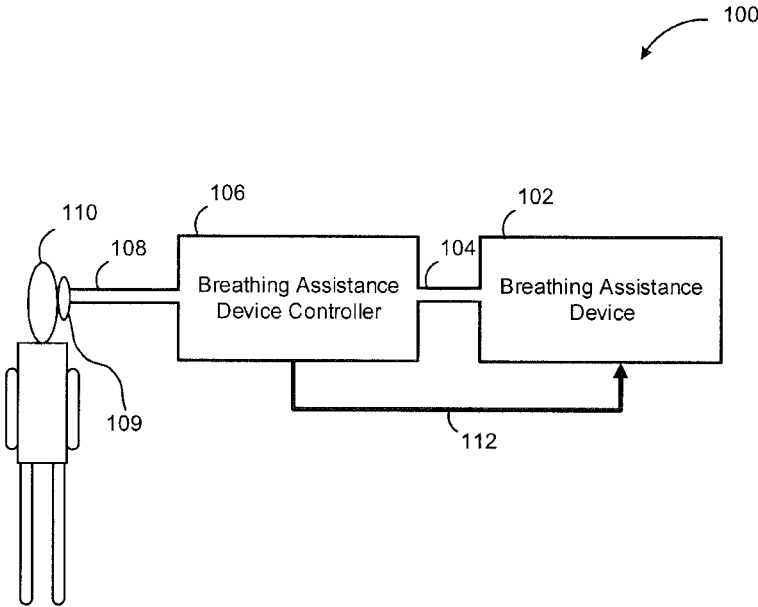 100
106
102
110
108
104
Breathing Assistance
Device Controller
Breathing Assistance
Device
109
112